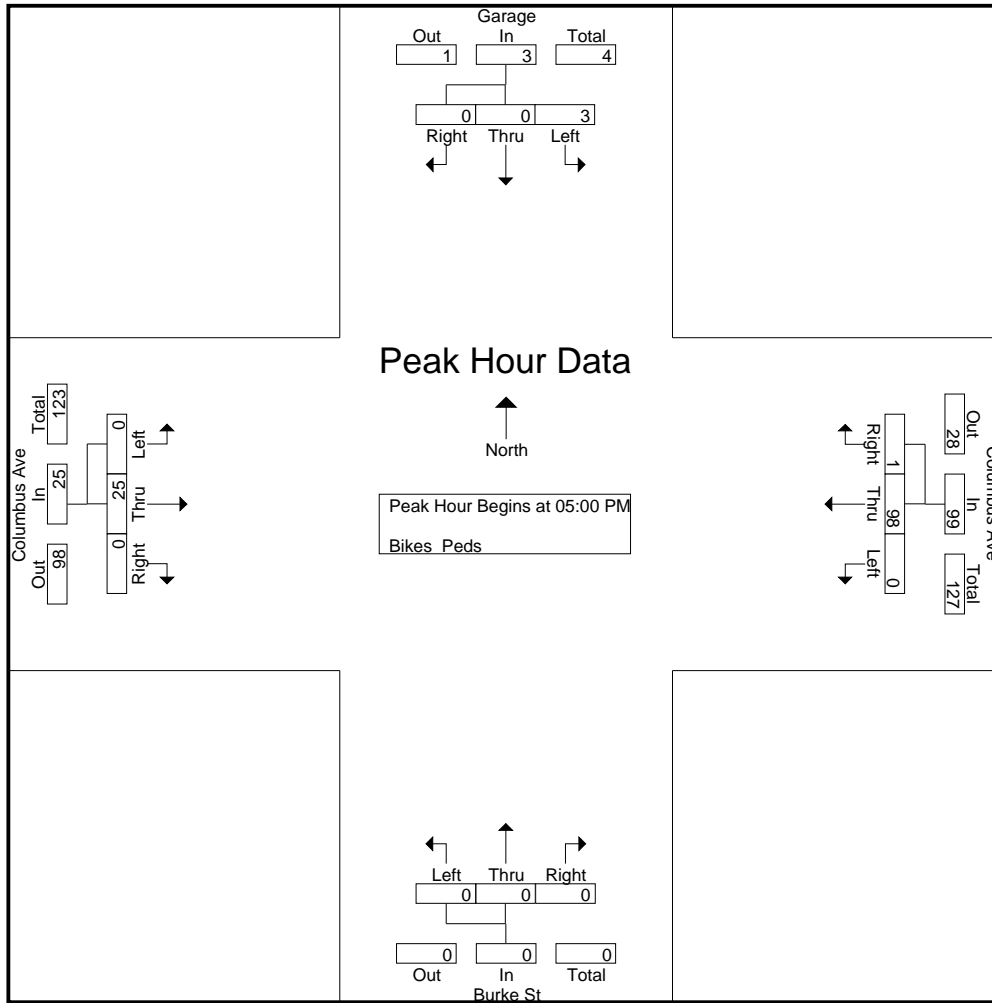 Garage
Out In Total
1 3 4
0 0 3
Right Thru Left
Peak Hour Data
North
Peak Hour Begins at 05:00 PM
Bikes Peds
Columbus Ave
Total In Out
123 25 98
0 25 0
Left Thru Right
Columbus Ave
Out In Total
28 99 127
1 98 0
Right Thru Left
Left Thru Right
0 0 0
0 0 0
Out In Total
Burke St